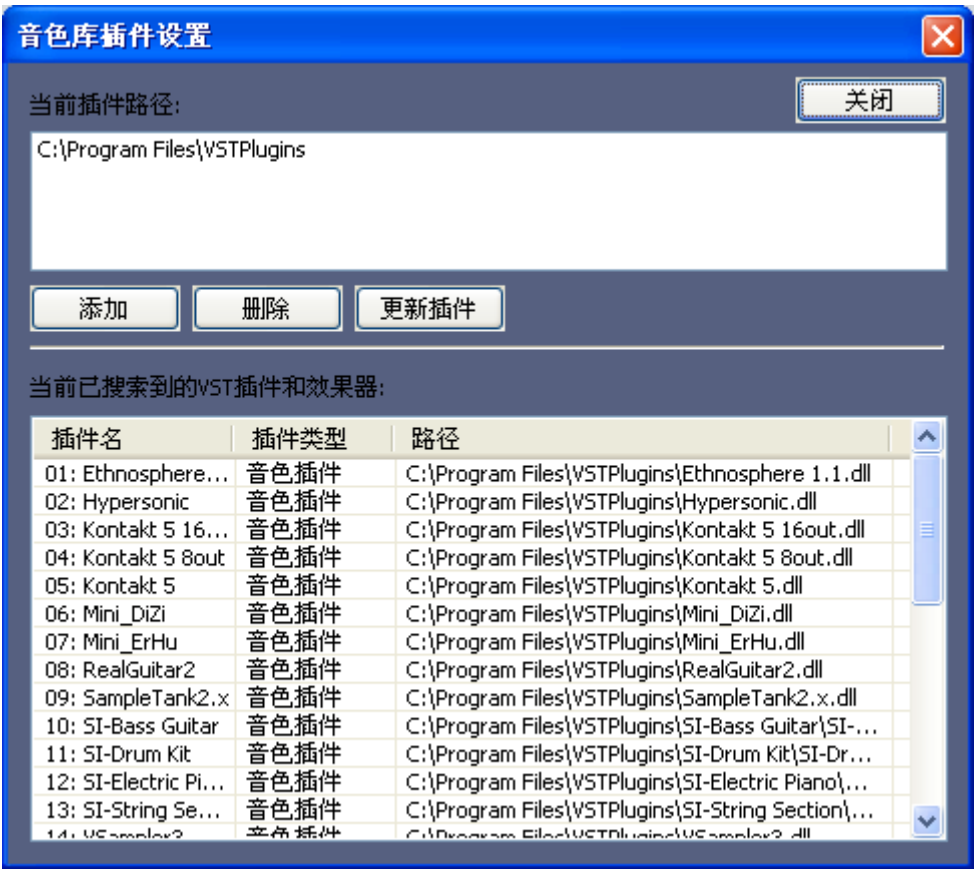 音色库插件设置
当前插件路径:
关闭
C:\Program Files\VSTPlugins
添加 删除 更新插件
当前已搜索到的VST插件和效果器:
插件名 插件类型 路径
01: Ethnosphere... 音色插件 C:\Program Files\VSTPlugins\Ethnosphere 1.1.dll
02: Hypersonic 音色插件 C:\Program Files\VSTPlugins\Hypersonic.dll
03: Kontakt 5 16... 音色插件 C:\Program Files\VSTPlugins\Kontakt 5 16out.dll
04: Kontakt 5 8out 音色插件 C:\Program Files\VSTPlugins\Kontakt 5 8out.dll
05: Kontakt 5 音色插件 C:\Program Files\VSTPlugins\Kontakt 5.dll
06: Mini_DiZi 音色插件 C:\Program Files\VSTPlugins\Mini_DiZi.dll
07: Mini_ErHu 音色插件 C:\Program Files\VSTPlugins\Mini_ErHu.dll
08: RealGuitar2 音色插件 C:\Program Files\VSTPlugins\RealGuitar2.dll
09: SampleTank2.x 音色插件 C:\Program Files\VSTPlugins\SampleTank2.x.dll
10: SI-Bass Guitar 音色插件 C:\Program Files\VSTPlugins\SI-Bass Guitar\SI-...
11: SI-Drum Kit 音色插件 C:\Program Files\VSTPlugins\SI-Drum Kit\SI-Dr...
12: SI-Electric Pi... 音色插件 C:\Program Files\VSTPlugins\SI-Electric Piano\...
13: SI-String Se... 音色插件 C:\Program Files\VSTPlugins\SI-String Section\...
14: VSampler3 音色插件 C:\Program Files\VSTPlugins\VSampler3.dll